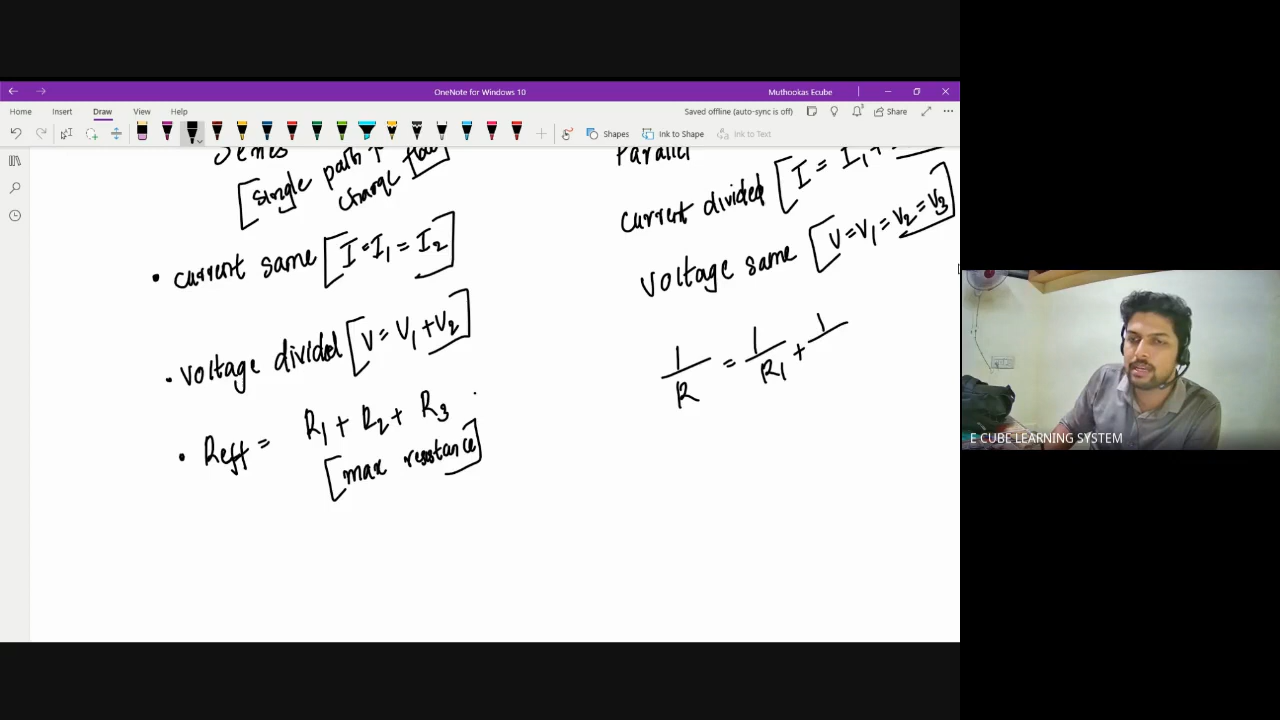 OneNote for Windows 10
Muthookas Ecube
Home Insert Draw View Help
Saved offline (auto-sync is off)
Share
Shapes
Ink to Shape
Ink to Text
Series
[single path +
charge flow]
• current same [I = I1 = I2]
• voltage divided [V = V1 + V2]
• Reff = R1 + R2 + R3
[max resstance]
Parallel
current divided [I = I1 +
voltage same [V = V1 = V2 = V3]
1/R = 1/R1 + 1/
E CUBE LEARNING SYSTEM